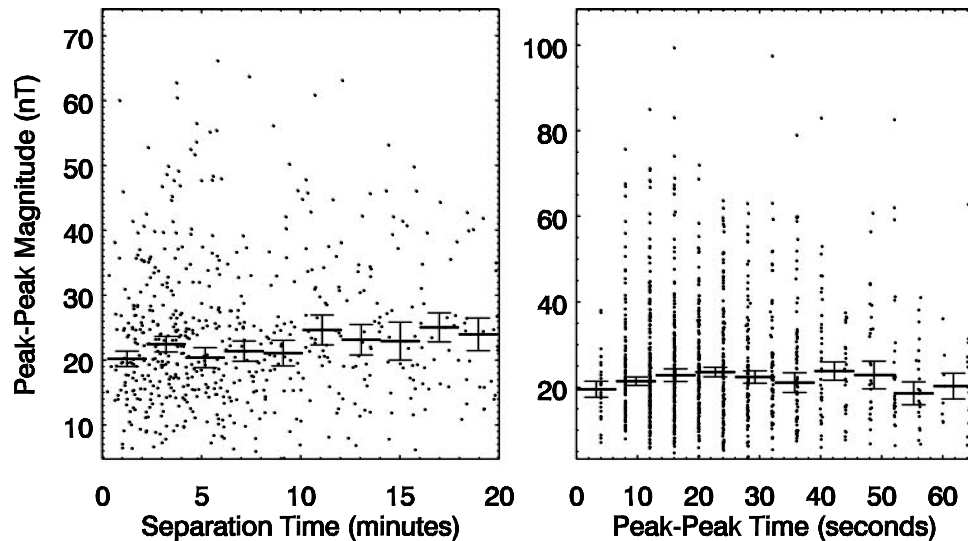 Peak-Peak Magnitude (nT)
70
60
50
40
30
20
10
0 5 10 15 20
Separation Time (minutes)
100
80
60
40
20
0 10 20 30 40 50 60
Peak-Peak Time (seconds)